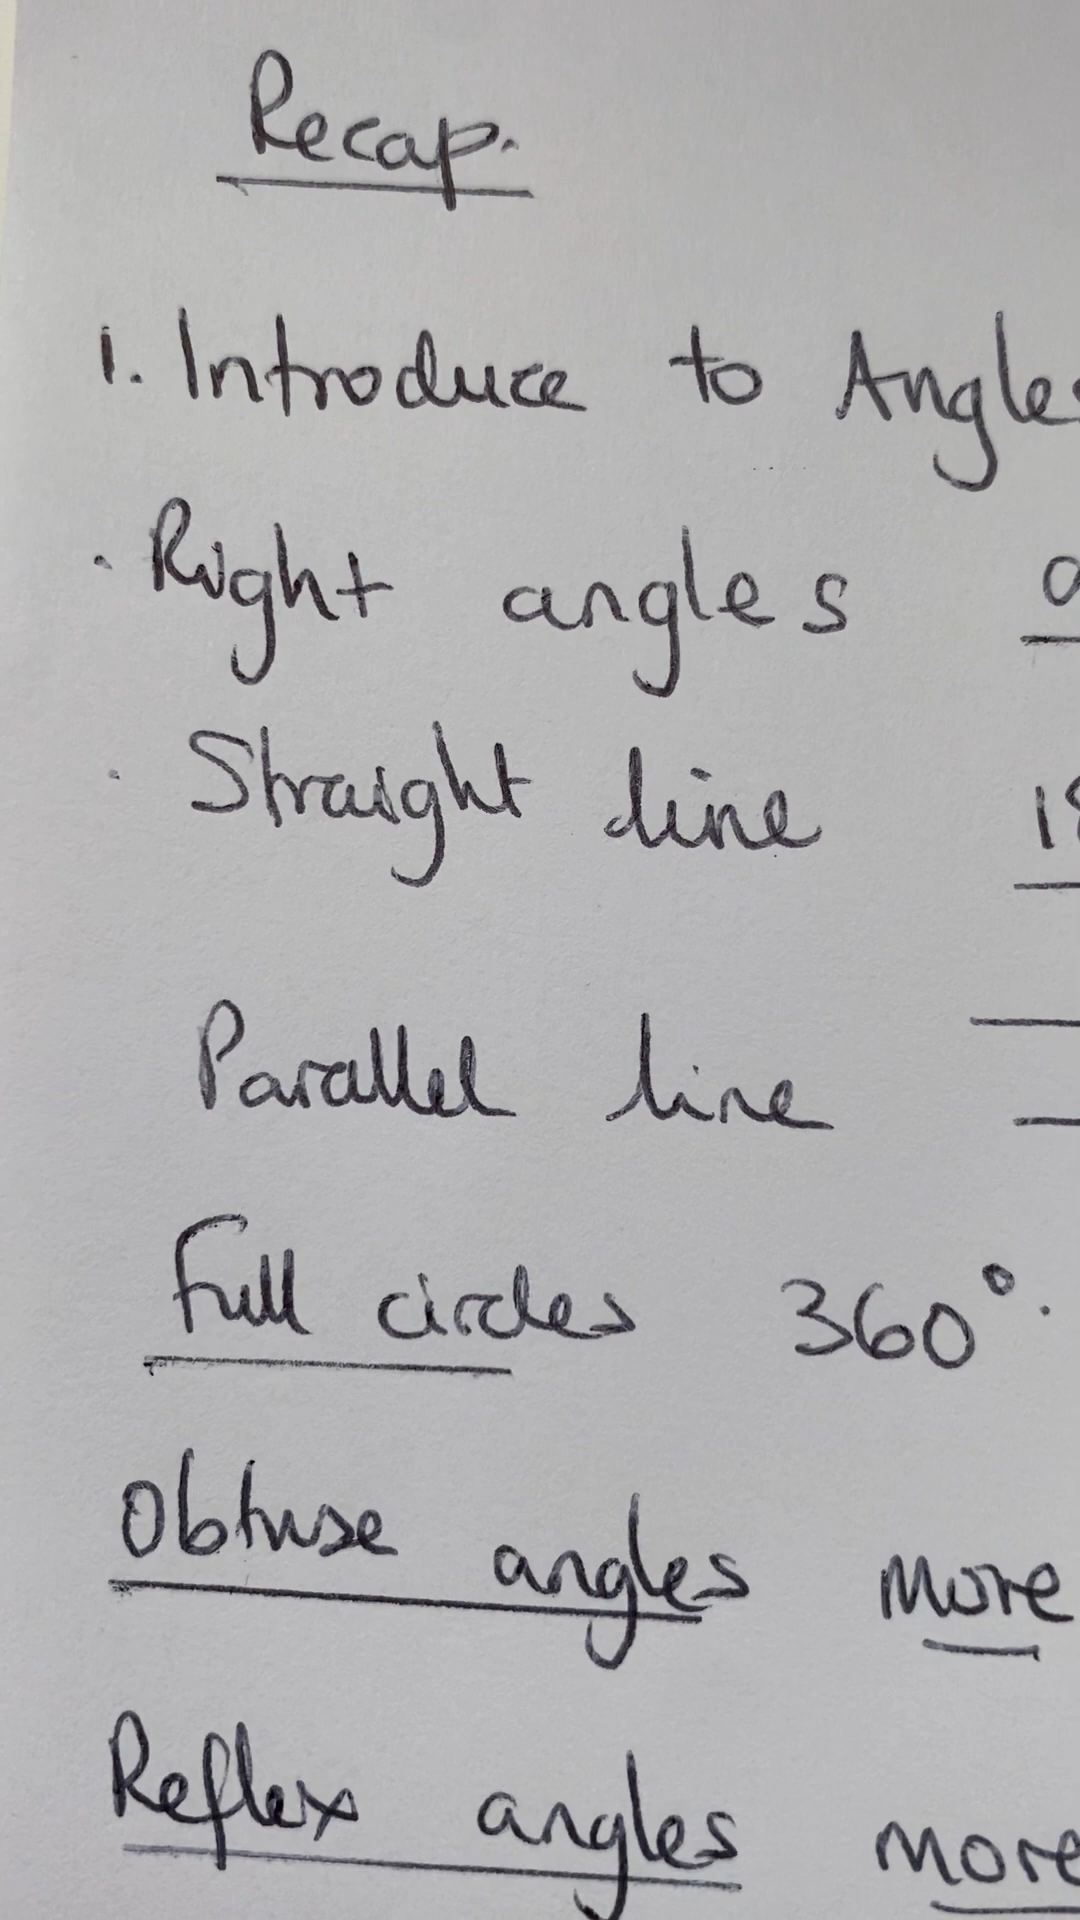 Recap.
1. Introduce to Angles
· Right angles
· Straight line
Parallel line
Full circles 360°.
Obtuse angles more
Reflex angles more